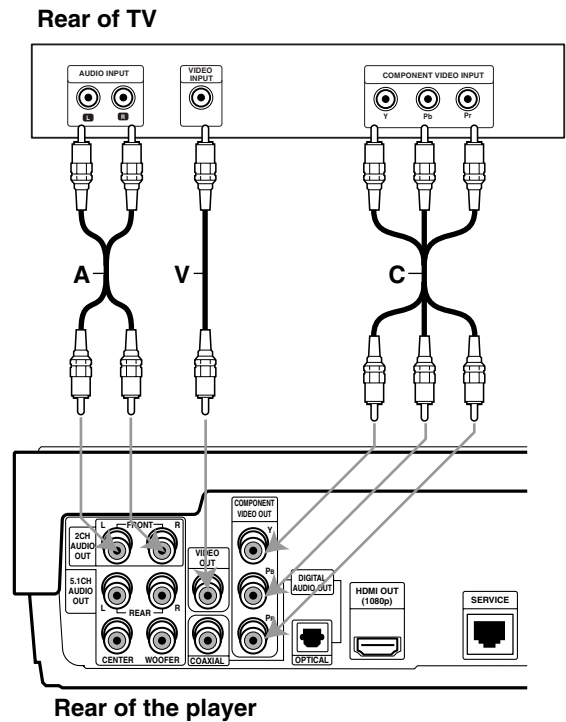 Rear of TV
AUDIO INPUT
L
R
VIDEO
INPUT
COMPONENT VIDEO INPUT
Y
Pb
Pr
A
V
C
COMPONENT
VIDEO OUT
L
FRONT
R
2CH
AUDIO
OUT
VIDEO
OUT
Y
PB
PR
5.1CH
AUDIO
OUT
L
REAR
R
DIGITAL
AUDIO OUT
HDMI OUT
(1080p)
SERVICE
CENTER
WOOFER
COAXIAL
OPTICAL
Rear of the player